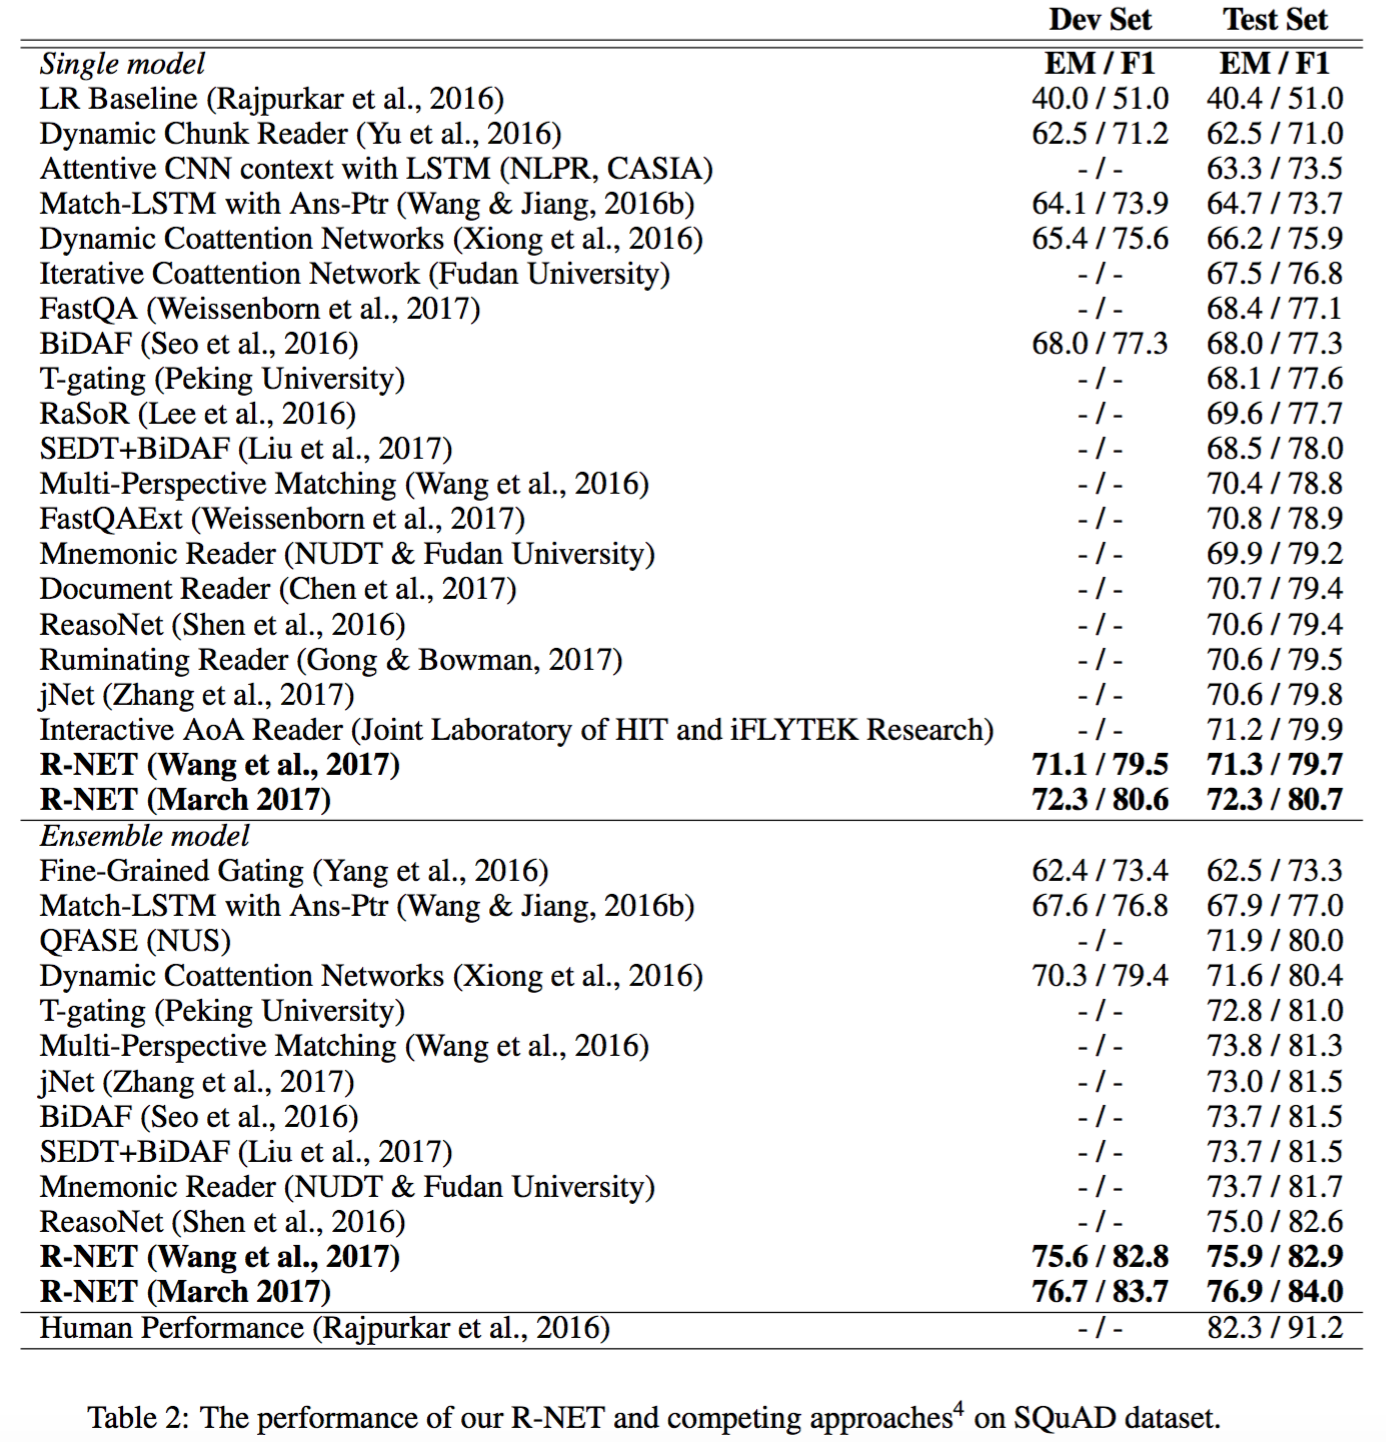 Dev Set Test Set
Single model EM / F1 EM / F1
LR Baseline (Rajpurkar et al., 2016) 40.0 / 51.0 40.4 / 51.0
Dynamic Chunk Reader (Yu et al., 2016) 62.5 / 71.2 62.5 / 71.0
Attentive CNN context with LSTM (NLPR, CASIA) - / - 63.3 / 73.5
Match-LSTM with Ans-Ptr (Wang & Jiang, 2016b) 64.1 / 73.9 64.7 / 73.7
Dynamic Coattention Networks (Xiong et al., 2016) 65.4 / 75.6 66.2 / 75.9
Iterative Coattention Network (Fudan University) - / - 67.5 / 76.8
FastQA (Weissenborn et al., 2017) - / - 68.4 / 77.1
BiDAF (Seo et al., 2016) 68.0 / 77.3 68.0 / 77.3
T-gating (Peking University) - / - 68.1 / 77.6
RaSoR (Lee et al., 2016) - / - 69.6 / 77.7
SEDT+BiDAF (Liu et al., 2017) - / - 68.5 / 78.0
Multi-Perspective Matching (Wang et al., 2016) - / - 70.4 / 78.8
FastQAExt (Weissenborn et al., 2017) - / - 70.8 / 78.9
Mnemonic Reader (NUDT & Fudan University) - / - 69.9 / 79.2
Document Reader (Chen et al., 2017) - / - 70.7 / 79.4
ReasoNet (Shen et al., 2016) - / - 70.6 / 79.4
Ruminating Reader (Gong & Bowman, 2017) - / - 70.6 / 79.5
jNet (Zhang et al., 2017) - / - 70.6 / 79.8
Interactive AoA Reader (Joint Laboratory of HIT and iFLYTEK Research) - / - 71.2 / 79.9
R-NET (Wang et al., 2017) 71.1 / 79.5 71.3 / 79.7
R-NET (March 2017) 72.3 / 80.6 72.3 / 80.7
Ensemble model
Fine-Grained Gating (Yang et al., 2016) 62.4 / 73.4 62.5 / 73.3
Match-LSTM with Ans-Ptr (Wang & Jiang, 2016b) 67.6 / 76.8 67.9 / 77.0
QFASE (NUS) - / - 71.9 / 80.0
Dynamic Coattention Networks (Xiong et al., 2016) 70.3 / 79.4 71.6 / 80.4
T-gating (Peking University) - / - 72.8 / 81.0
Multi-Perspective Matching (Wang et al., 2016) - / - 73.8 / 81.3
jNet (Zhang et al., 2017) - / - 73.0 / 81.5
BiDAF (Seo et al., 2016) - / - 73.7 / 81.5
SEDT+BiDAF (Liu et al., 2017) - / - 73.7 / 81.5
Mnemonic Reader (NUDT & Fudan University) - / - 73.7 / 81.7
ReasoNet (Shen et al., 2016) - / - 75.0 / 82.6
R-NET (Wang et al., 2017) 75.6 / 82.8 75.9 / 82.9
R-NET (March 2017) 76.7 / 83.7 76.9 / 84.0
Human Performance (Rajpurkar et al., 2016) - / - 82.3 / 91.2
Table 2: The performance of our R-NET and competing approaches⁴ on SQuAD dataset.